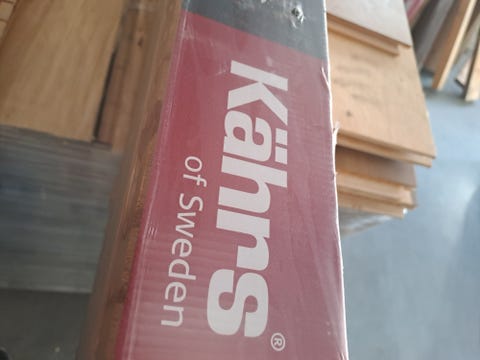 Kährs®
of Sweden